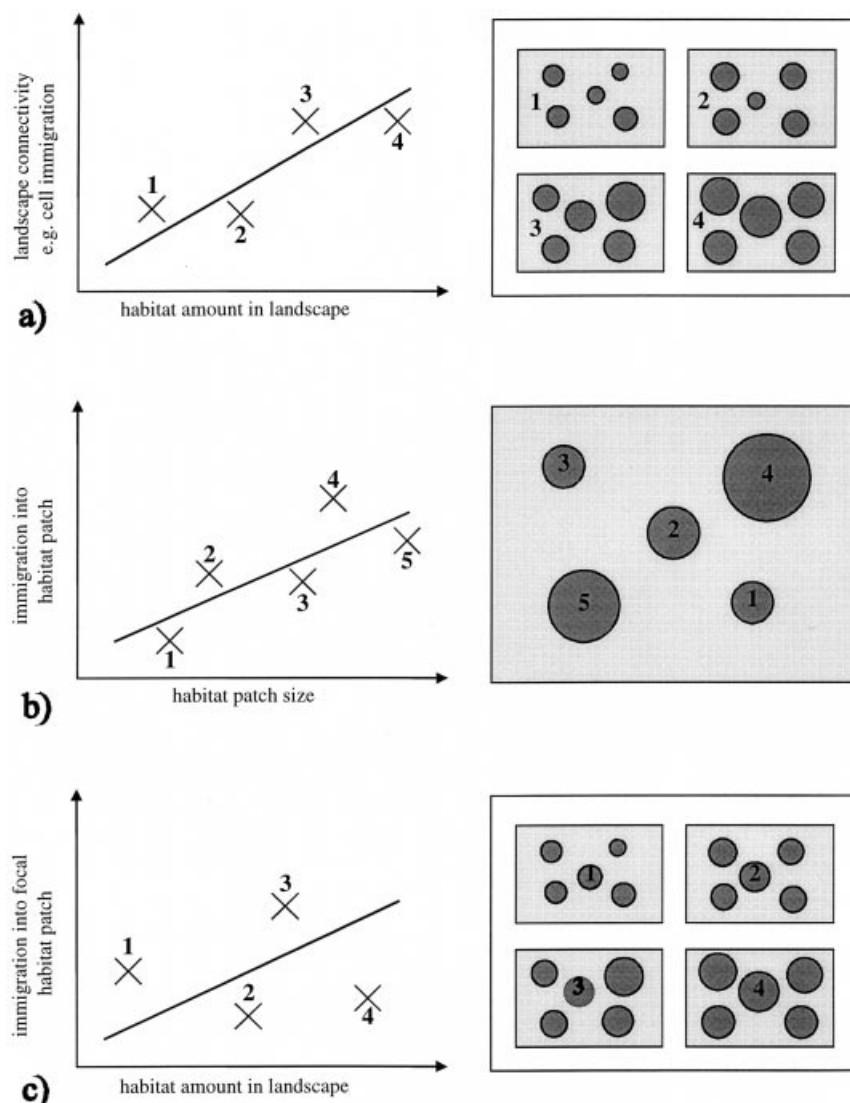 landscape connectivity
e.g. cell immigration
1
2
3
4
habitat amount in landscape
1
2
3
4
a)
immigration into
habitat patch
1
2
3
4
5
habitat patch size
3
4
2
5
1
b)
immigration into focal
habitat patch
1
2
3
4
habitat amount in landscape
1
2
3
4
c)